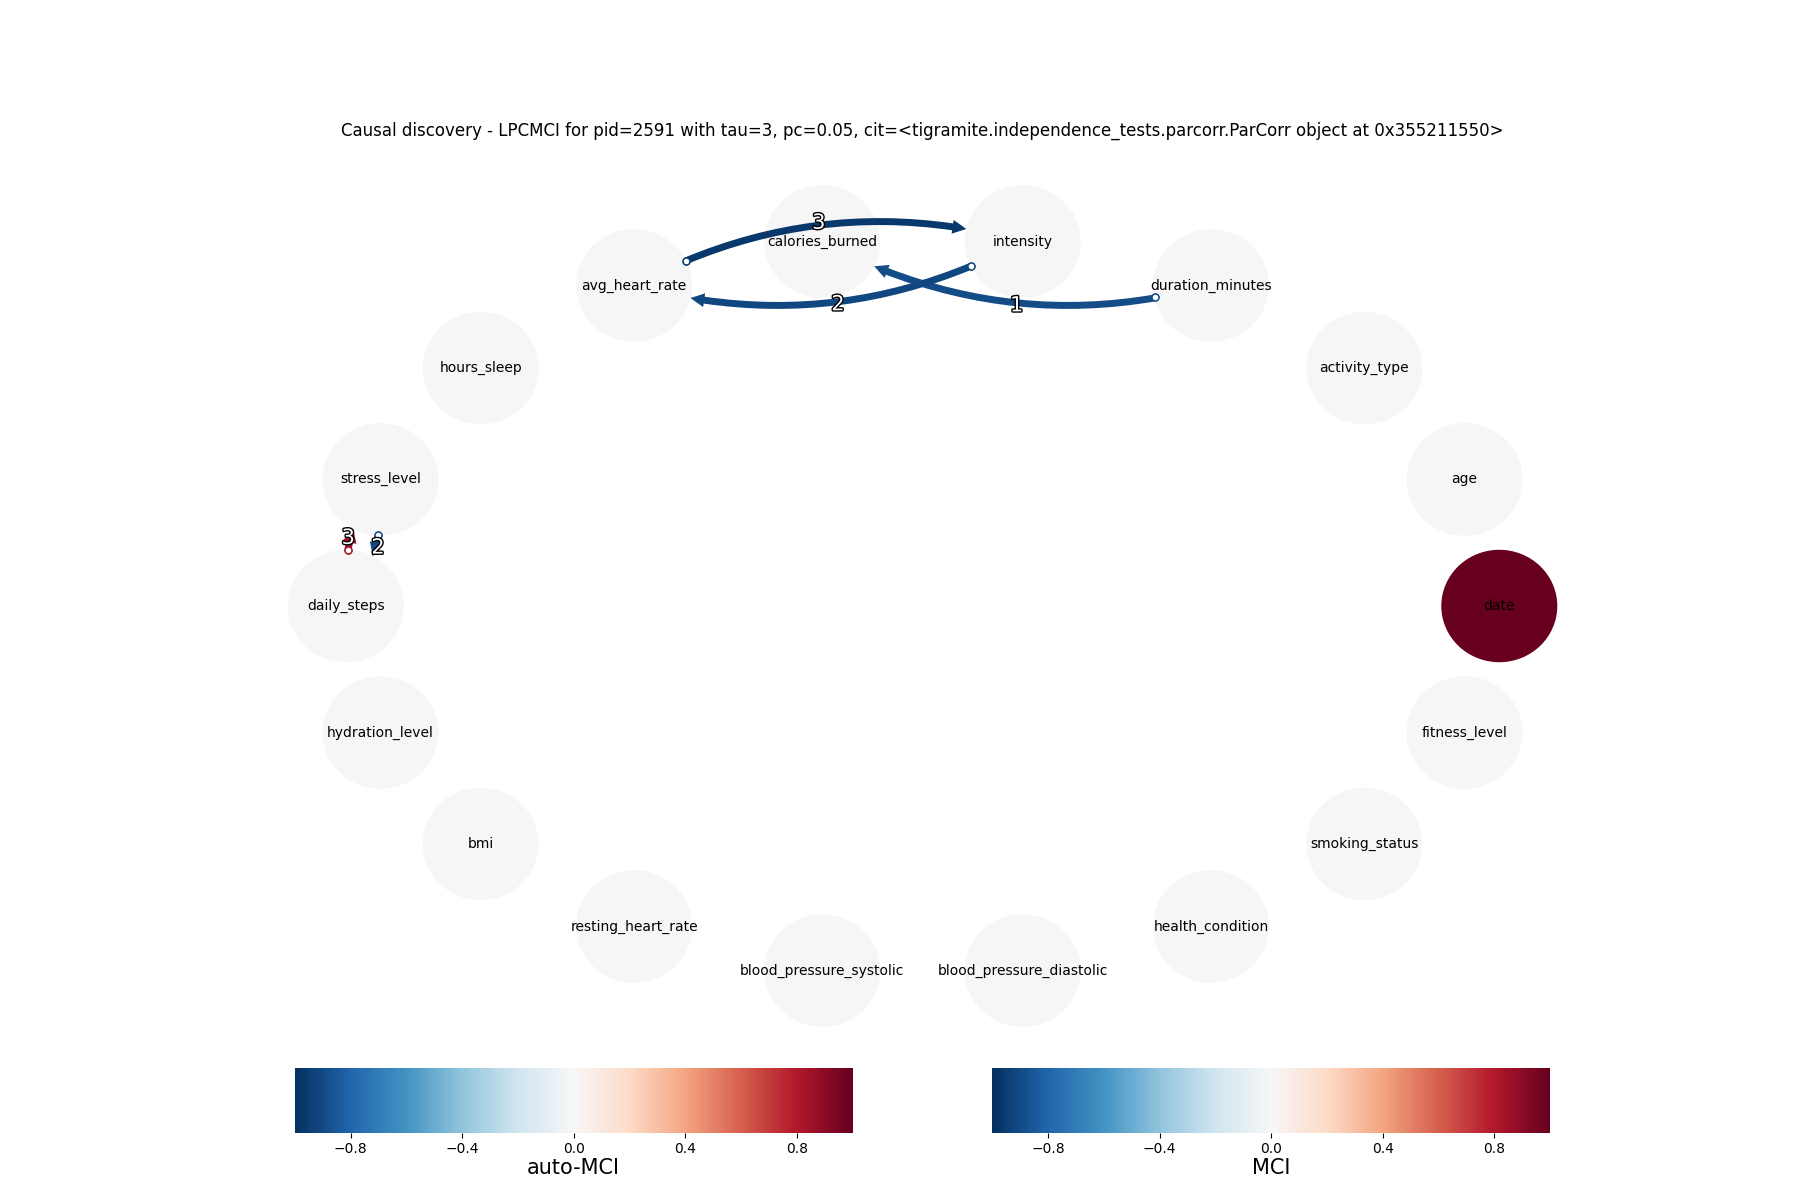 Causal discovery - LPCMCI for pid=2591 with tau=3, pc=0.05, cit=<tigramite.independence_tests.parcorr.ParCorr object at 0x355211550>
3
calories_burned
intensity
avg_heart_rate
duration_minutes
2
1
hours_sleep
activity_type
stress_level
age
3
2
daily_steps
date
hydration_level
fitness_level
bmi
smoking_status
resting_heart_rate
health_condition
blood_pressure_systolic
blood_pressure_diastolic
−0.8 −0.4 0.0 0.4 0.8
auto-MCI
−0.8 −0.4 0.0 0.4 0.8
MCI